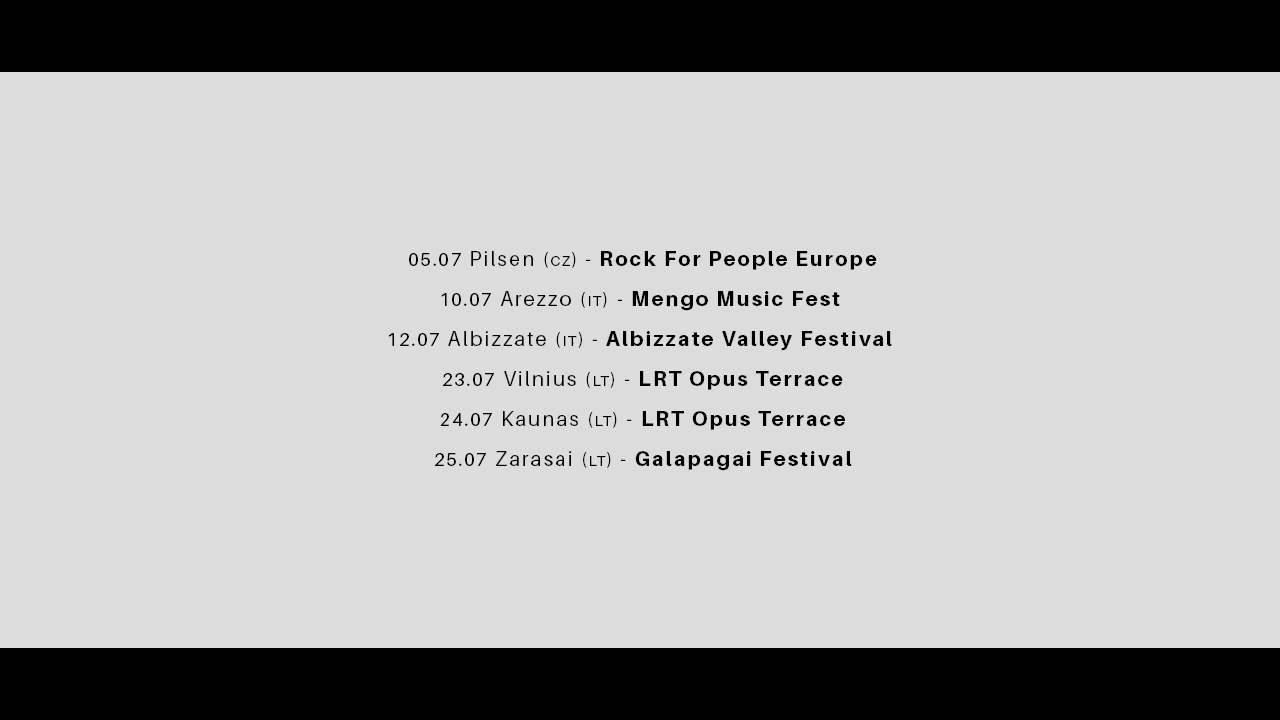 05.07 Pilsen (CZ) - Rock For People Europe
10.07 Arezzo (IT) - Mengo Music Fest
12.07 Albizzate (IT) - Albizzate Valley Festival
23.07 Vilnius (LT) - LRT Opus Terrace
24.07 Kaunas (LT) - LRT Opus Terrace
25.07 Zarasai (LT) - Galapagai Festival